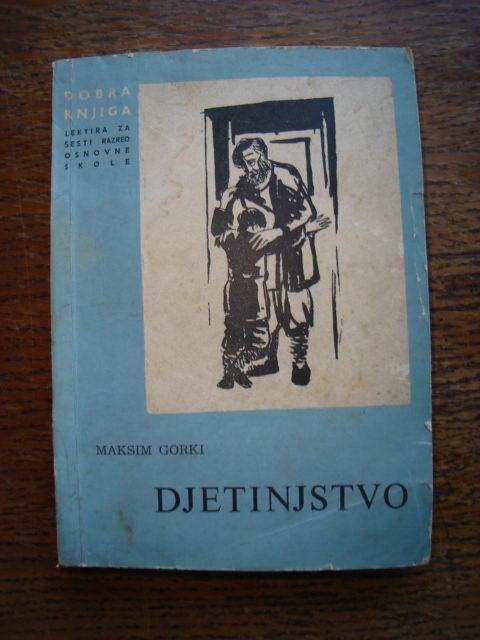 DOBRA
KNJIGA
LEKTIRA ZA
ŠESTI RAZRED
OSNOVNE
ŠKOLE
MAKSIM GORKI
DJETINJSTVO